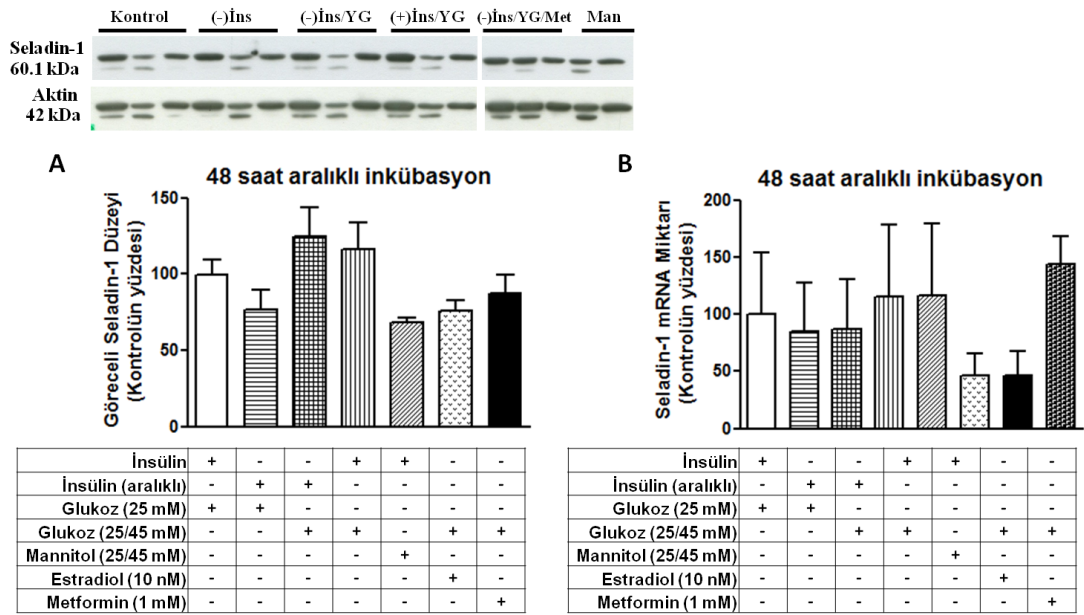 Kontrol (-)İns (-)İns/YG (+)İns/YG (-)İns/YG/Met Man
Seladin-1
60.1 kDa
Aktin
42 kDa
A
48 saat aralıklı inkübasyon
Göreceli Seladin-1 Düzeyi
(Kontrolün yüzdesi)
150
100
50
0
İnsülin + - - + + - -
İnsülin (aralıklı) - + + - - - -
Glukoz (25 mM) + + - - - - -
Glukoz (25/45 mM) - - + + - + +
Mannitol (25/45 mM) - - - - + - -
Estradiol (10 nM) - - - - - + -
Metformin (1 mM) - - - - - - +
B
48 saat aralıklı inkübasyon
Seladin-1 mRNA Miktarı
(Kontrolün yüzdesi)
200
150
100
50
0
İnsülin + - - + + - -
İnsülin (aralıklı) - + + - - - -
Glukoz (25 mM) + + - - - - -
Glukoz (25/45 mM) - - + + - + +
Mannitol (25/45 mM) - - - - + - -
Estradiol (10 nM) - - - - - + -
Metformin (1 mM) - - - - - - +